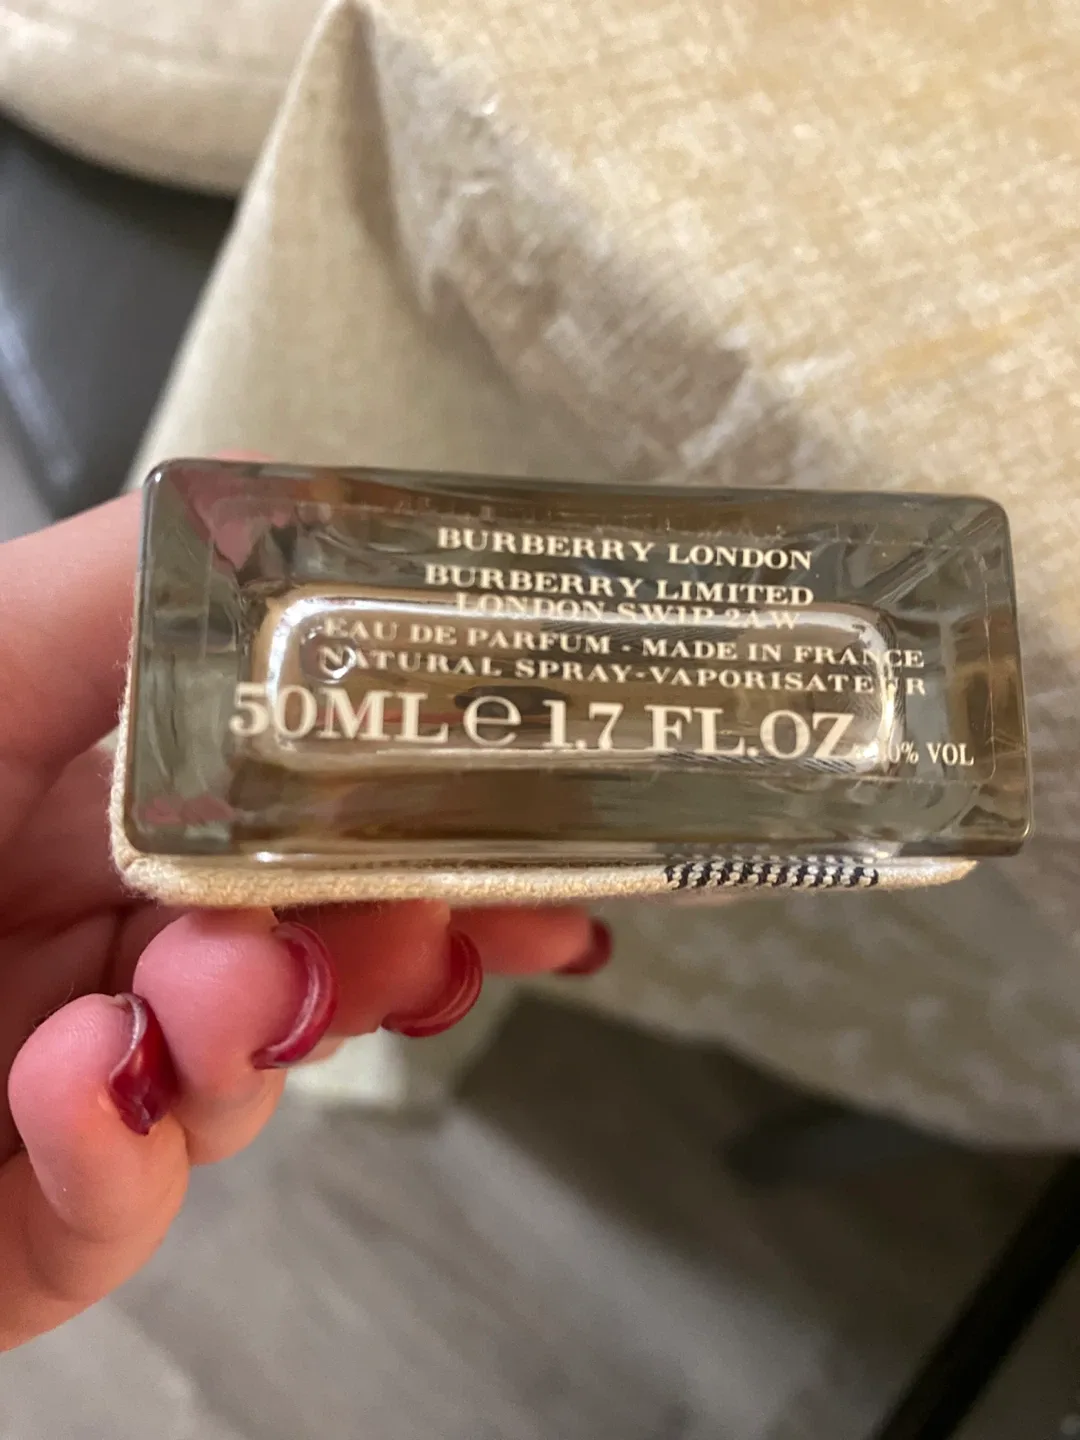 BURBERRY LONDON
BURBERRY LIMITED
LONDON SW1P 2AW
EAU DE PARFUM - MADE IN FRANCE
NATURAL SPRAY-VAPORISATEUR
50ML e 1.7 FL.OZ. VOL